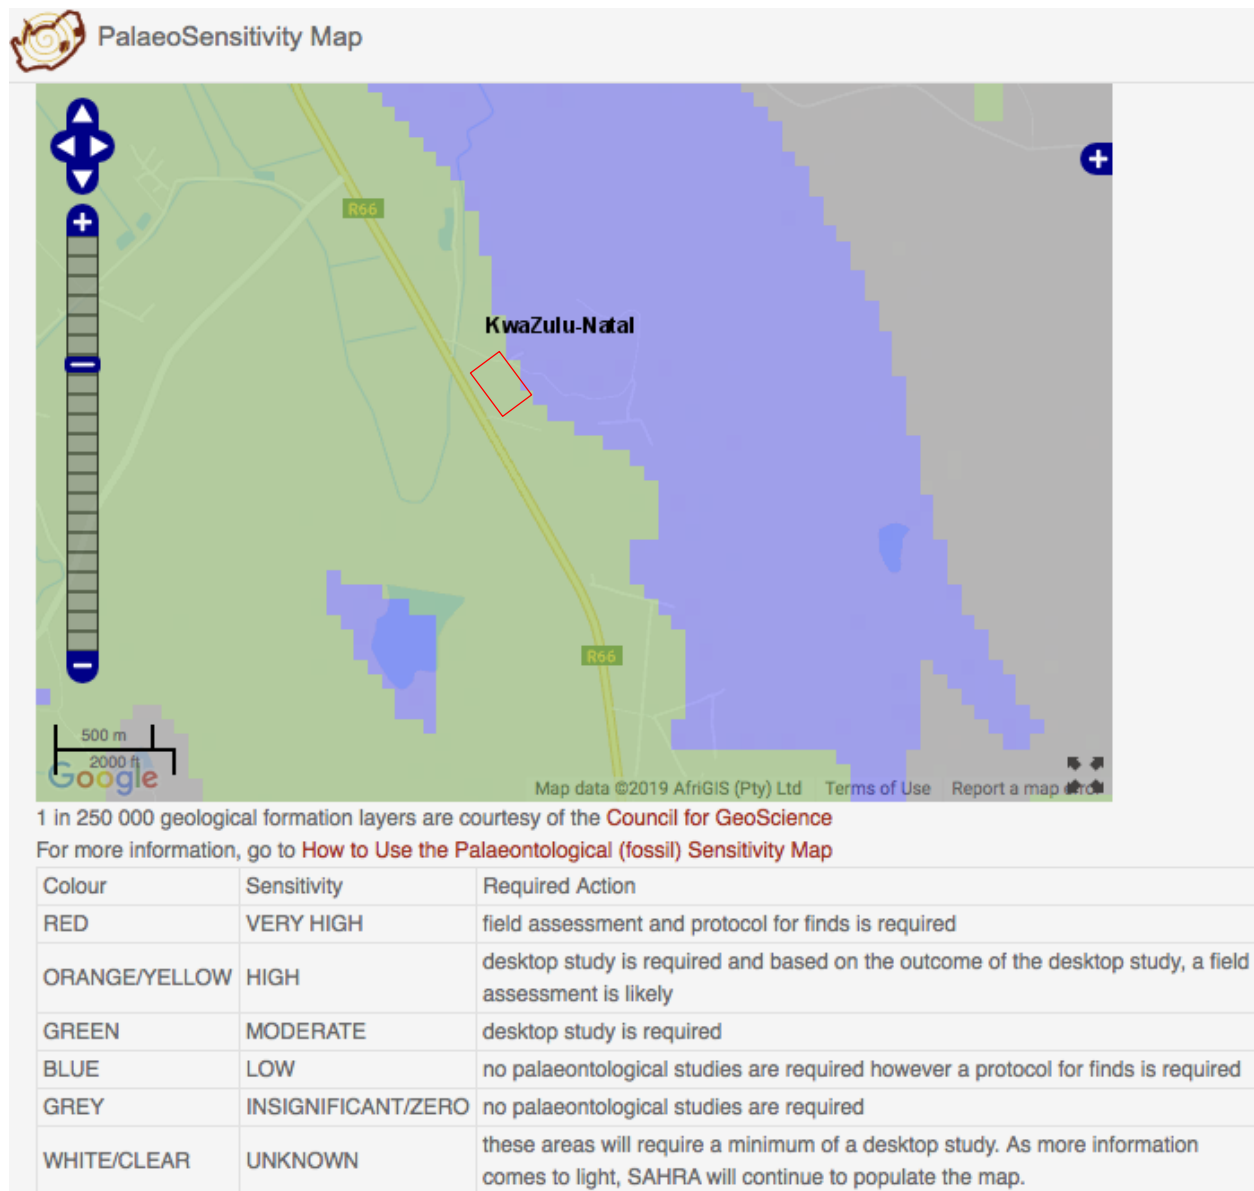 PalaeoSensitivity Map
R66
KwaZulu-Natal
R66
500 m
2000 ft
Google
Map data ©2019 AfriGIS (Pty) Ltd Terms of Use Report a map error
1 in 250 000 geological formation layers are courtesy of the Council for GeoScience
For more information, go to How to Use the Palaeontological (fossil) Sensitivity Map
Colour Sensitivity Required Action
RED VERY HIGH field assessment and protocol for finds is required
ORANGE/YELLOW HIGH desktop study is required and based on the outcome of the desktop study, a field
assessment is likely
GREEN MODERATE desktop study is required
BLUE LOW no palaeontological studies are required however a protocol for finds is required
GREY INSIGNIFICANT/ZERO no palaeontological studies are required
WHITE/CLEAR UNKNOWN these areas will require a minimum of a desktop study. As more information
comes to light, SAHRA will continue to populate the map.